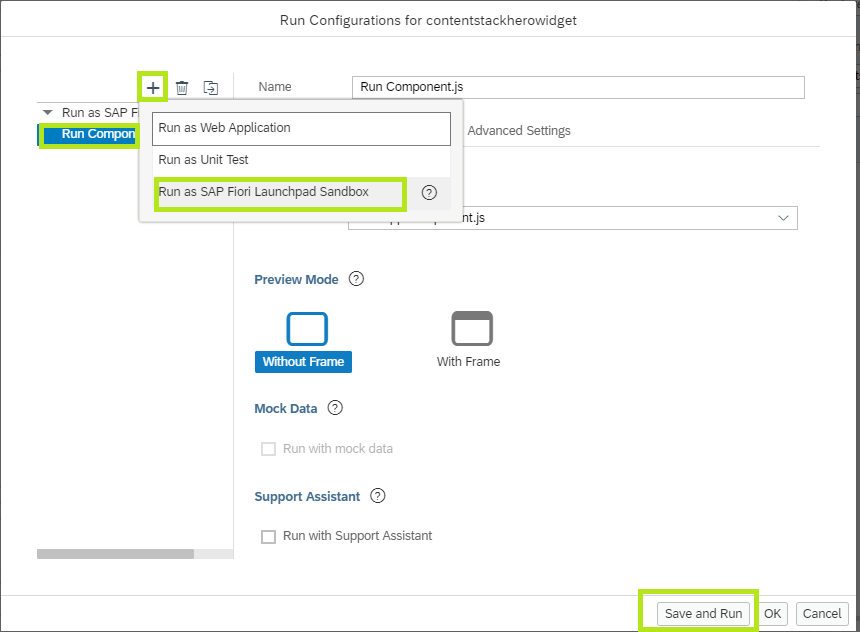 Run Configurations for contentstackherowidget
Name
Run Component.js
Run as SAP F
Run Compon
Run as Web Application
Run as Unit Test
Run as SAP Fiori Launchpad Sandbox
?
Advanced Settings
nt.js
Preview Mode ?
Without Frame
With Frame
Mock Data ?
Run with mock data
Support Assistant ?
Run with Support Assistant
Save and Run
OK
Cancel